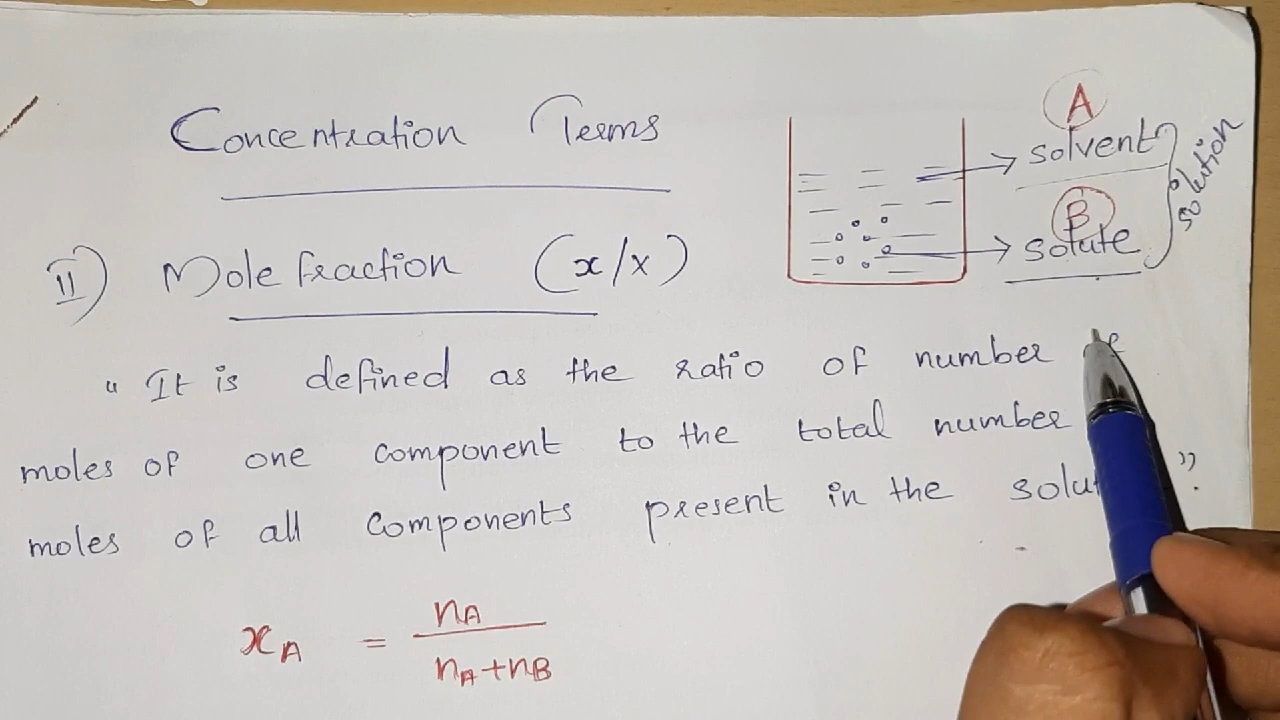 Concentration Terms
A
solvent
B
solute
solution
II) Mole fraction (x/x)
"It is defined as the ratio of number
moles of one component to the total number
moles of all components present in the ".
xA = nA
nA+nB